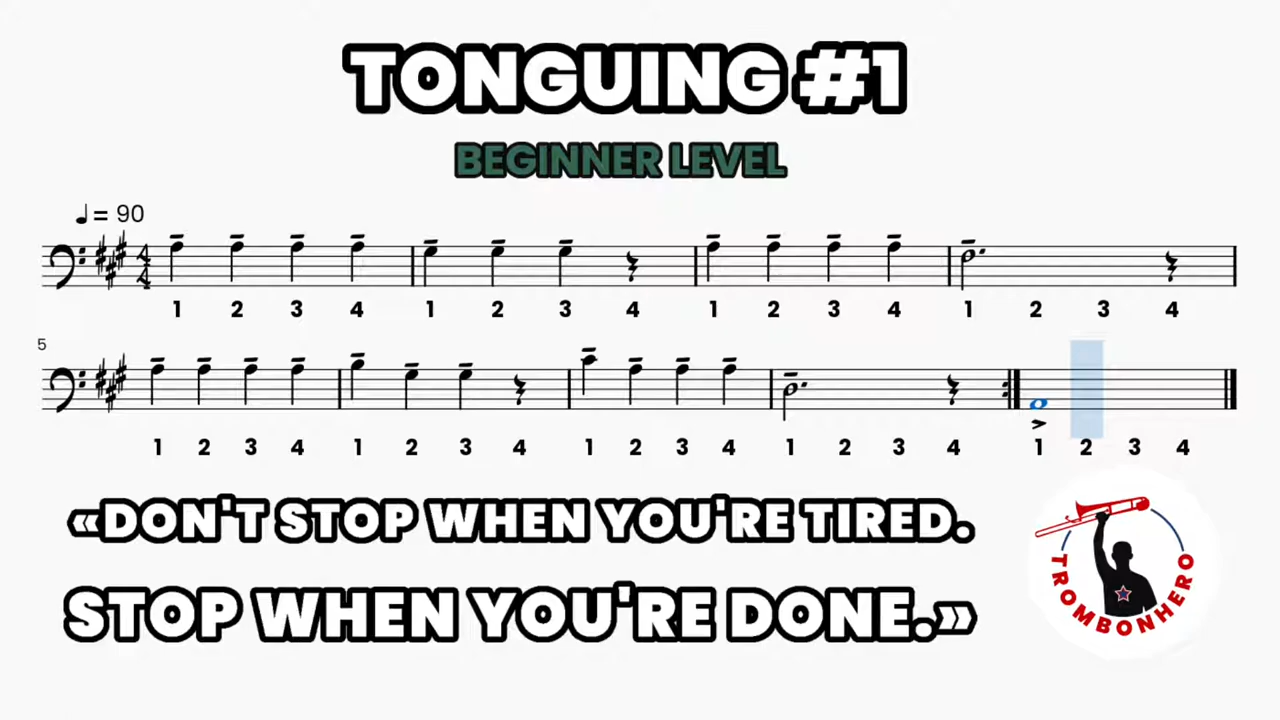 TONGUING #1
BEGINNER LEVEL
♩ = 90
4
4
1 2 3 4 1 2 3 4 1 2 3 4 1 2 3 4
5
1 2 3 4 1 2 3 4 1 2 3 4 1 2 3 4 1 2 3 4
«DON'T STOP WHEN YOU'RE TIRED.
STOP WHEN YOU'RE DONE.»
TROMBONHERO